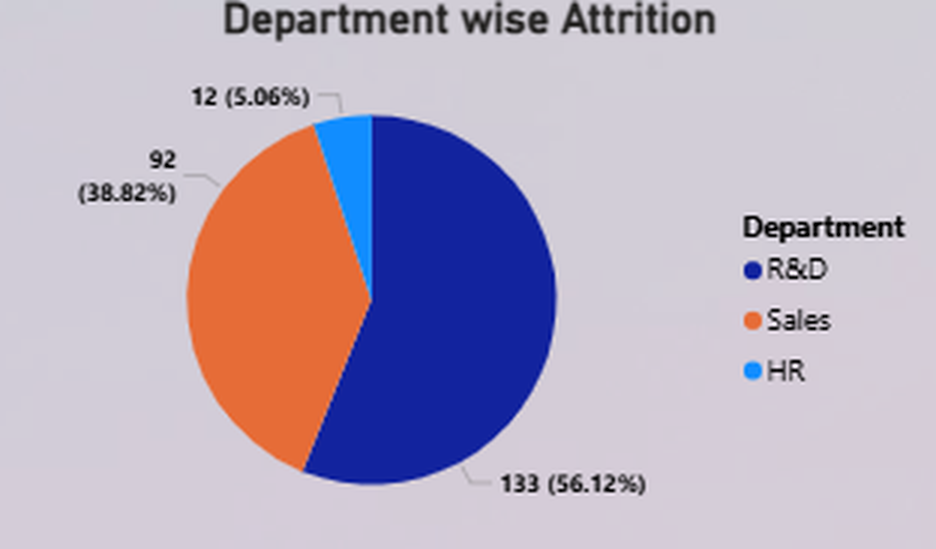 Department wise Attrition
12 (5.06%)
92
(38.82%)
Department
R&D
Sales
HR
133 (56.12%)